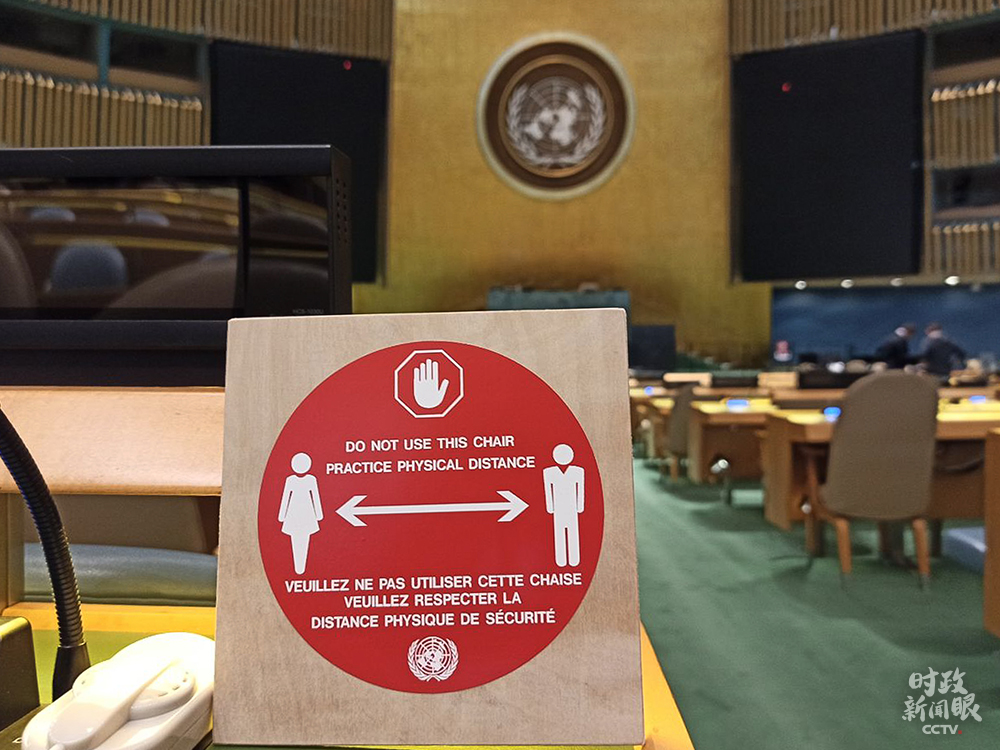 DO NOT USE THIS CHAIR
PRACTICE PHYSICAL DISTANCE
VEUILLEZ NE PAS UTILISER CETTE CHAISE
VEUILLEZ RESPECTER LA
DISTANCE PHYSIQUE DE SÉCURITÉ
时政
新闻眼
CCTV